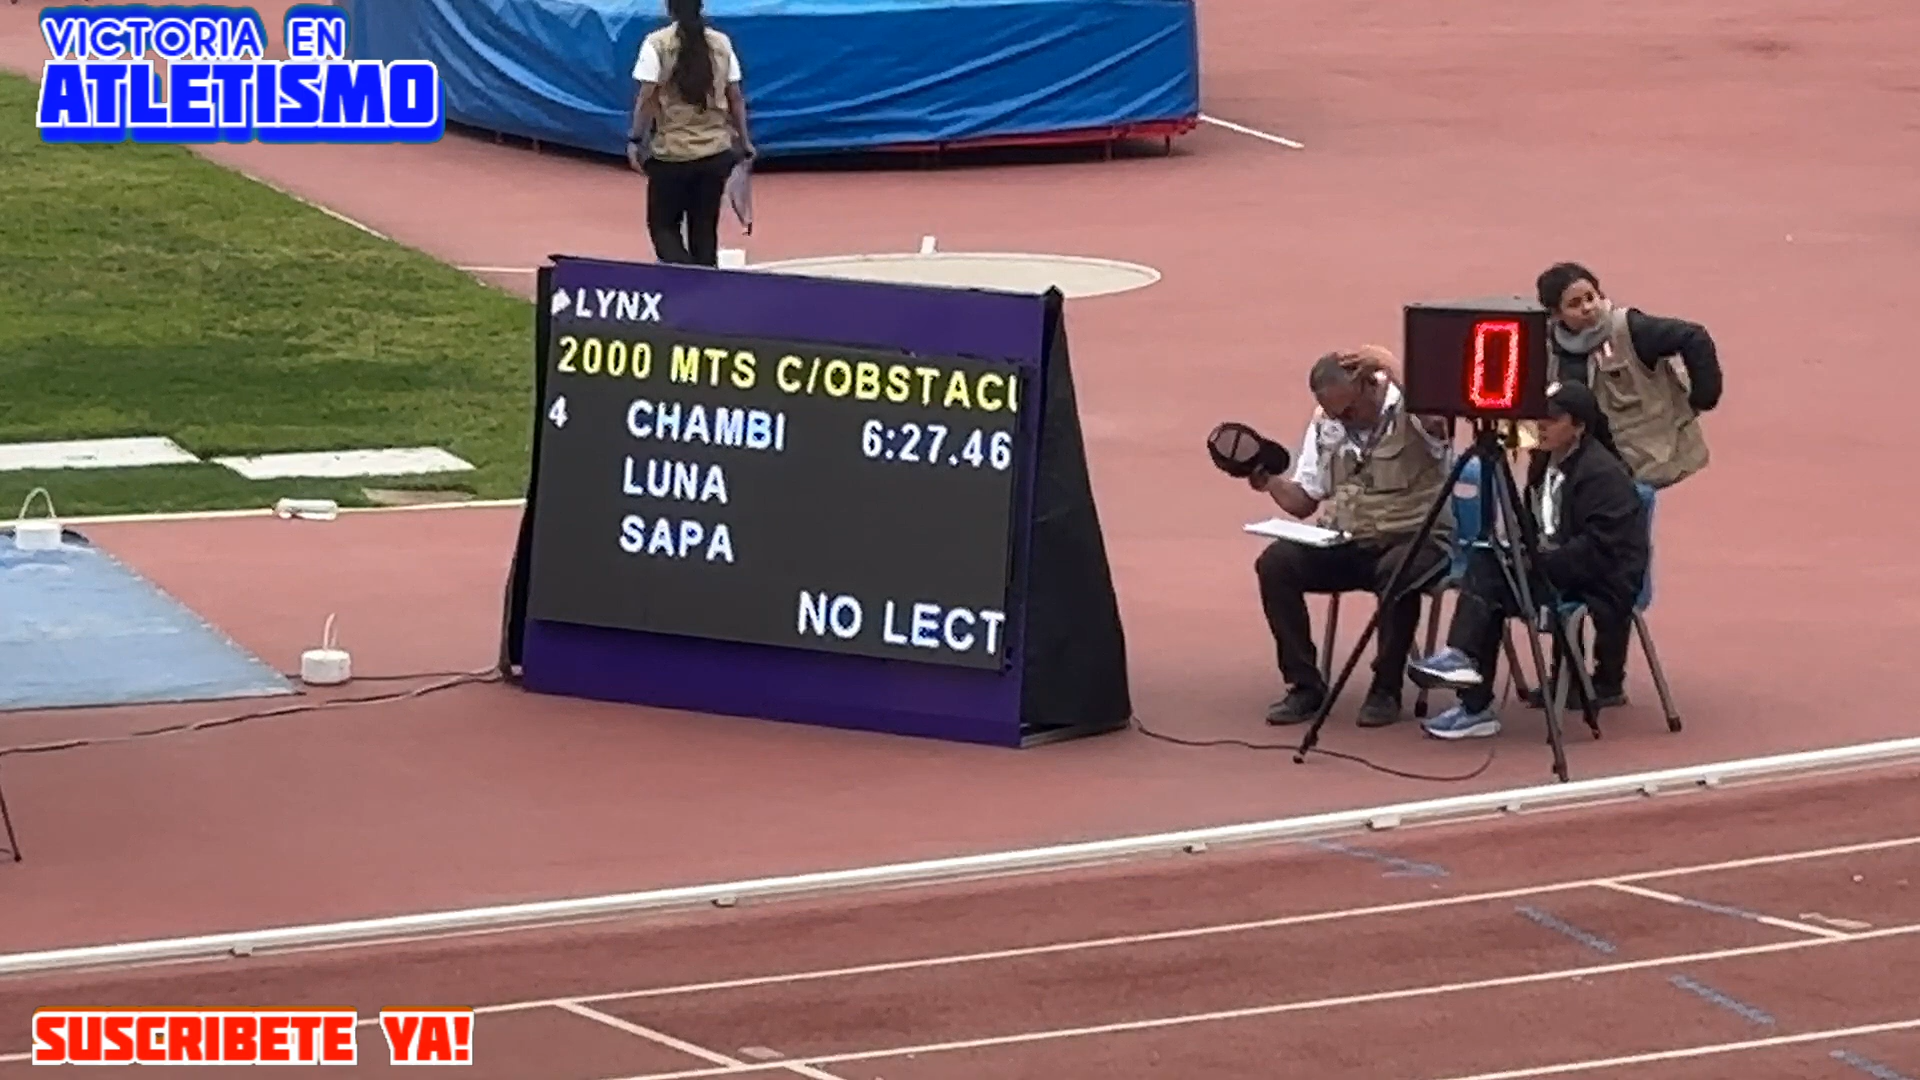 VICTORIA EN
ATLETISMO
LYNX
2000 MTS C/OBSTACU
4 CHAMBI 6:27.46
LUNA
SAPA
NO LECT
0
SUSCRIBETE YA!